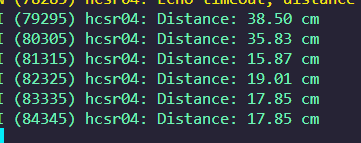 (78285) hcsr04: Echo timeout, distance
I (79295) hcsr04: Distance: 38.50 cm
I (80305) hcsr04: Distance: 35.83 cm
I (81315) hcsr04: Distance: 15.87 cm
I (82325) hcsr04: Distance: 19.01 cm
I (83335) hcsr04: Distance: 17.85 cm
I (84345) hcsr04: Distance: 17.85 cm